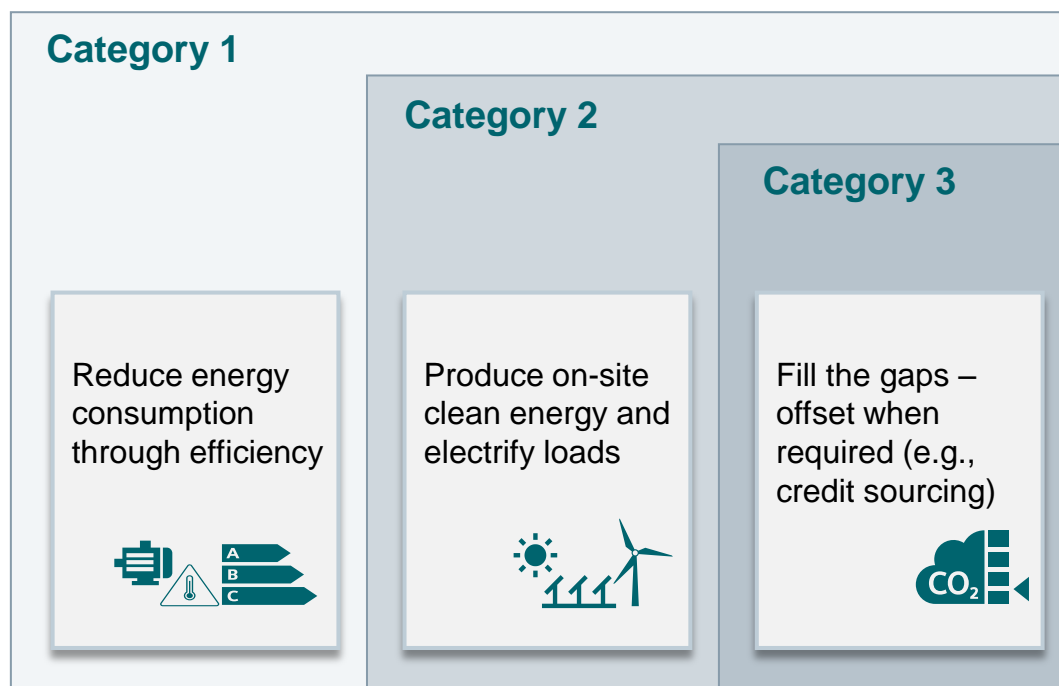 Category 1
Category 2
Category 3
Reduce energy
consumption
through efficiency
A
B
C
Produce on-site
clean energy and
electrify loads
Fill the gaps –
offset when
required (e.g.,
credit sourcing)
CO₂